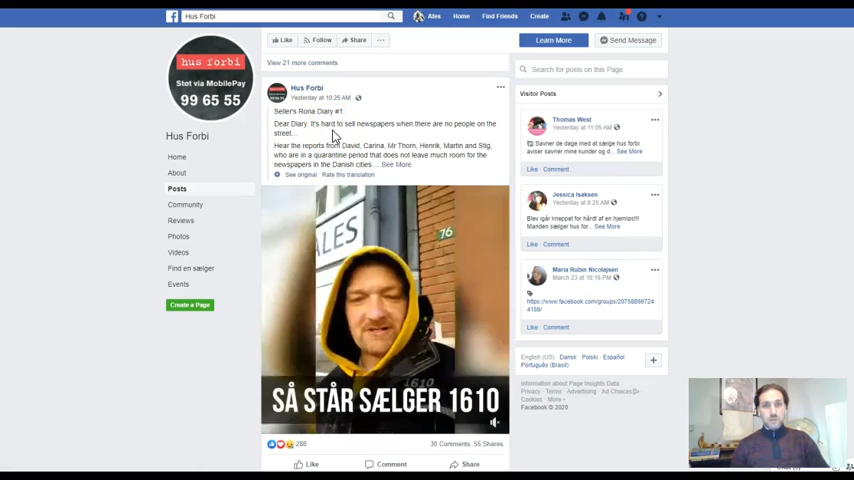 Hus Forbi
Ales
Home
Find Friends
Create
hus forbi
Støt via MobilePay
99 65 55
Hus Forbi
Home
About
Posts
Community
Reviews
Photos
Videos
Find en sælger
Events
Create a Page
Like
Follow
Share
Learn More
Send Message
View 21 more comments
Hus Forbi
Yesterday at 10:25 AM
Seller's Rona Diary #1:
Dear Diary. It's hard to sell newspapers when there are no people on the
street...
Hear the reports from David, Carina, Mr Thorn, Henrik, Martin and Stig,
who are in a quarantine period that does not leave much room for the
newspapers in the Danish cities.... See More
See original · Rate this translation
ALES
76
1610
SÅ STÅR SÆLGER 1610
288
30 Comments 55 Shares
Like
Comment
Share
Search for posts on this Page
Visitor Posts
Thomas West
Yesterday at 11:05 AM
Savner de dage med at sælge hus forbi
aviser savner mine kunder og d... See More
Like · Comment
Jessica Isaksen
Yesterday at 8:25 AM
Blev igår kneppet for hårdt af en hjemløs!!!
Manden sælger hus for... See More
Like · Comment
Maria Rubin Nicolajsen
March 23 at 10:16 PM
https://www.facebook.com/groups/20758869724
4189/
Like · Comment
English (US) · Dansk · Polski · Español ·
Português (Brasil)
Information about Page Insights Data
Privacy · Terms · Advertising · Ad Choices
Cookies · More
Facebook © 2020